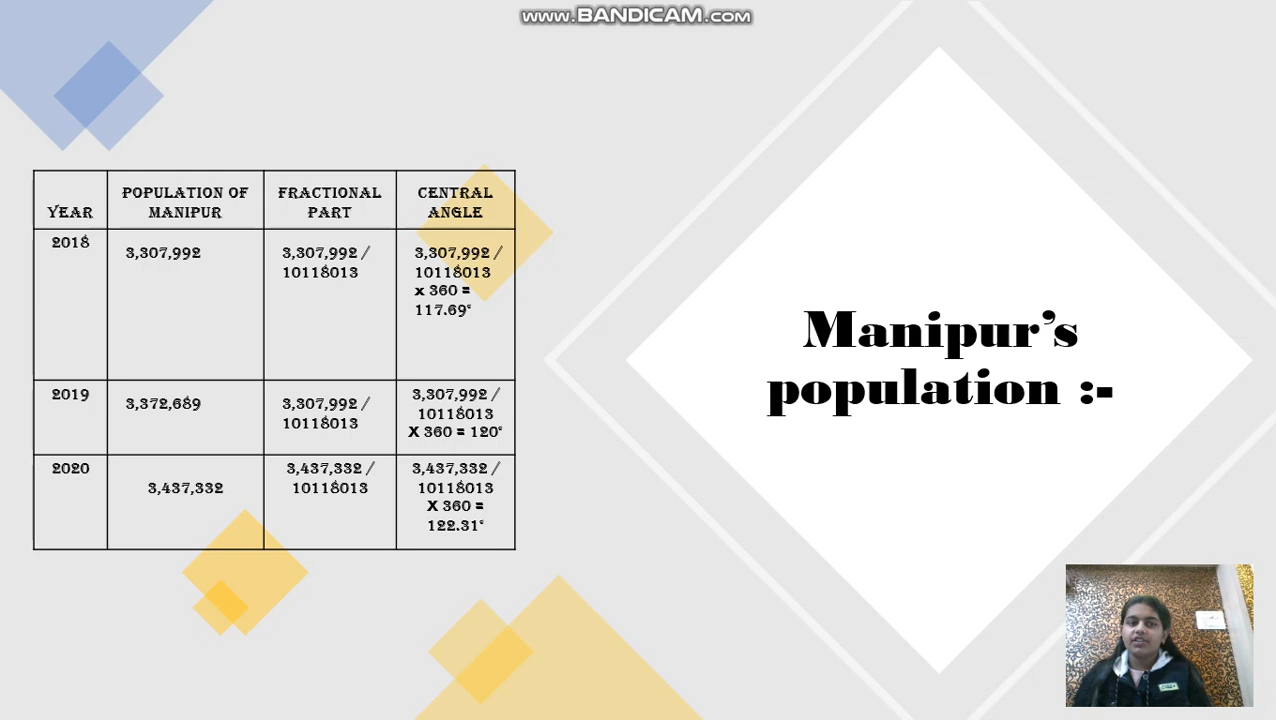 WWW.BANDICAM.COM
YEAR
POPULATION OF
MANIPUR
FRACTIONAL
PART
CENTRAL
ANGLE
2018
3,307,992
3,307,992 /
10118013
3,307,992 /
10118013
x 360 =
117.69°
2019
3,372,689
3,307,992 /
10118013
3,307,992 /
10118013
X 360 = 120°
2020
3,437,332
3,437,332 /
10118013
3,437,332 /
10118013
X 360 =
122.31°
Manipur's
population :-